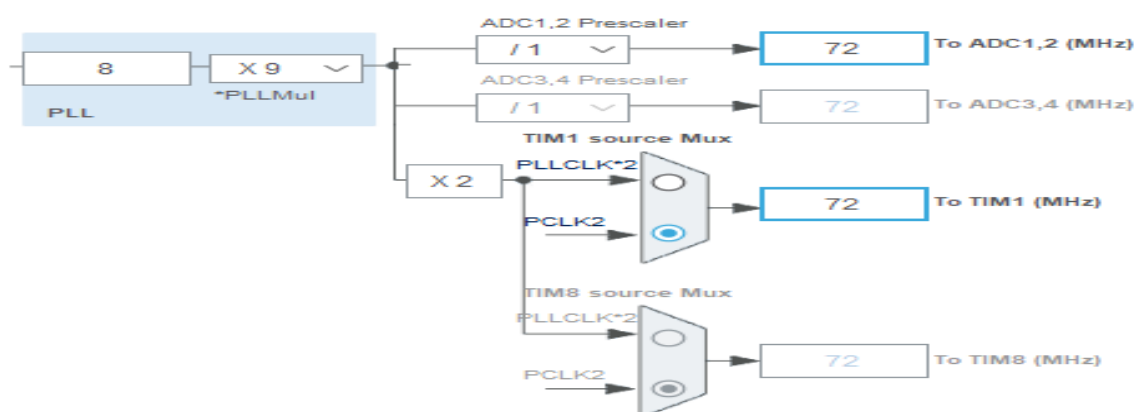 ADC1,2 Prescaler
8
X 9
*PLLMul
PLL
/ 1
72
To ADC1,2 (MHz)
ADC3,4 Prescaler
/ 1
72
To ADC3,4 (MHz)
TIM1 source Mux
X 2
PLLCLK*2
PCLK2
72
To TIM1 (MHz)
TIM8 source Mux
PLLCLK*2
PCLK2
72
To TIM8 (MHz)